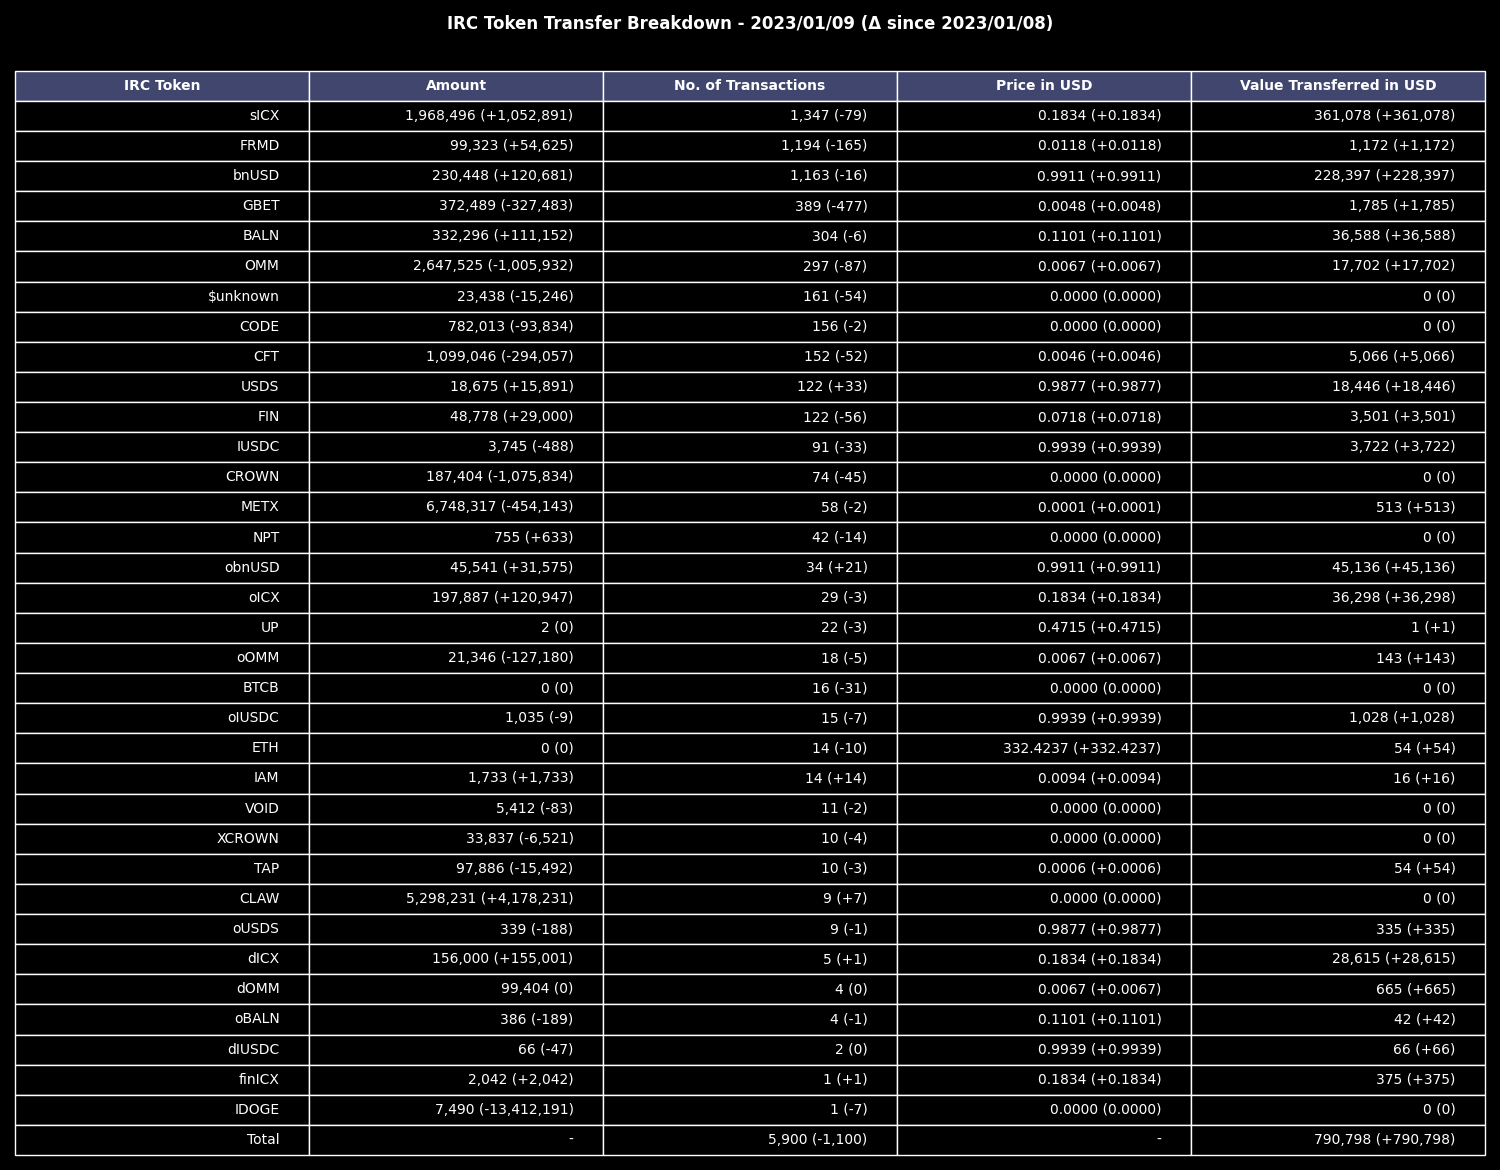 IRC Token Transfer Breakdown - 2023/01/09 (Δ since 2023/01/08)
IRC Token Amount No. of Transactions Price in USD Value Transferred in USD
sICX 1,968,496 (+1,052,891) 1,347 (-79) 0.1834 (+0.1834) 361,078 (+361,078)
FRMD 99,323 (+54,625) 1,194 (-165) 0.0118 (+0.0118) 1,172 (+1,172)
bnUSD 230,448 (+120,681) 1,163 (-16) 0.9911 (+0.9911) 228,397 (+228,397)
GBET 372,489 (-327,483) 389 (-477) 0.0048 (+0.0048) 1,785 (+1,785)
BALN 332,296 (+111,152) 304 (-6) 0.1101 (+0.1101) 36,588 (+36,588)
OMM 2,647,525 (-1,005,932) 297 (-87) 0.0067 (+0.0067) 17,702 (+17,702)
$unknown 23,438 (-15,246) 161 (-54) 0.0000 (0.0000) 0 (0)
CODE 782,013 (-93,834) 156 (-2) 0.0000 (0.0000) 0 (0)
CFT 1,099,046 (-294,057) 152 (-52) 0.0046 (+0.0046) 5,066 (+5,066)
USDS 18,675 (+15,891) 122 (+33) 0.9877 (+0.9877) 18,446 (+18,446)
FIN 48,778 (+29,000) 122 (-56) 0.0718 (+0.0718) 3,501 (+3,501)
IUSDC 3,745 (-488) 91 (-33) 0.9939 (+0.9939) 3,722 (+3,722)
CROWN 187,404 (-1,075,834) 74 (-45) 0.0000 (0.0000) 0 (0)
METX 6,748,317 (-454,143) 58 (-2) 0.0001 (+0.0001) 513 (+513)
NPT 755 (+633) 42 (-14) 0.0000 (0.0000) 0 (0)
obnUSD 45,541 (+31,575) 34 (+21) 0.9911 (+0.9911) 45,136 (+45,136)
oICX 197,887 (+120,947) 29 (-3) 0.1834 (+0.1834) 36,298 (+36,298)
UP 2 (0) 22 (-3) 0.4715 (+0.4715) 1 (+1)
oOMM 21,346 (-127,180) 18 (-5) 0.0067 (+0.0067) 143 (+143)
BTCB 0 (0) 16 (-31) 0.0000 (0.0000) 0 (0)
oIUSDC 1,035 (-9) 15 (-7) 0.9939 (+0.9939) 1,028 (+1,028)
ETH 0 (0) 14 (-10) 332.4237 (+332.4237) 54 (+54)
IAM 1,733 (+1,733) 14 (+14) 0.0094 (+0.0094) 16 (+16)
VOID 5,412 (-83) 11 (-2) 0.0000 (0.0000) 0 (0)
XCROWN 33,837 (-6,521) 10 (-4) 0.0000 (0.0000) 0 (0)
TAP 97,886 (-15,492) 10 (-3) 0.0006 (+0.0006) 54 (+54)
CLAW 5,298,231 (+4,178,231) 9 (+7) 0.0000 (0.0000) 0 (0)
oUSDS 339 (-188) 9 (-1) 0.9877 (+0.9877) 335 (+335)
dICX 156,000 (+155,001) 5 (+1) 0.1834 (+0.1834) 28,615 (+28,615)
dOMM 99,404 (0) 4 (0) 0.0067 (+0.0067) 665 (+665)
oBALN 386 (-189) 4 (-1) 0.1101 (+0.1101) 42 (+42)
dIUSDC 66 (-47) 2 (0) 0.9939 (+0.9939) 66 (+66)
finICX 2,042 (+2,042) 1 (+1) 0.1834 (+0.1834) 375 (+375)
IDOGE 7,490 (-13,412,191) 1 (-7) 0.0000 (0.0000) 0 (0)
Total - 5,900 (-1,100) - 790,798 (+790,798)